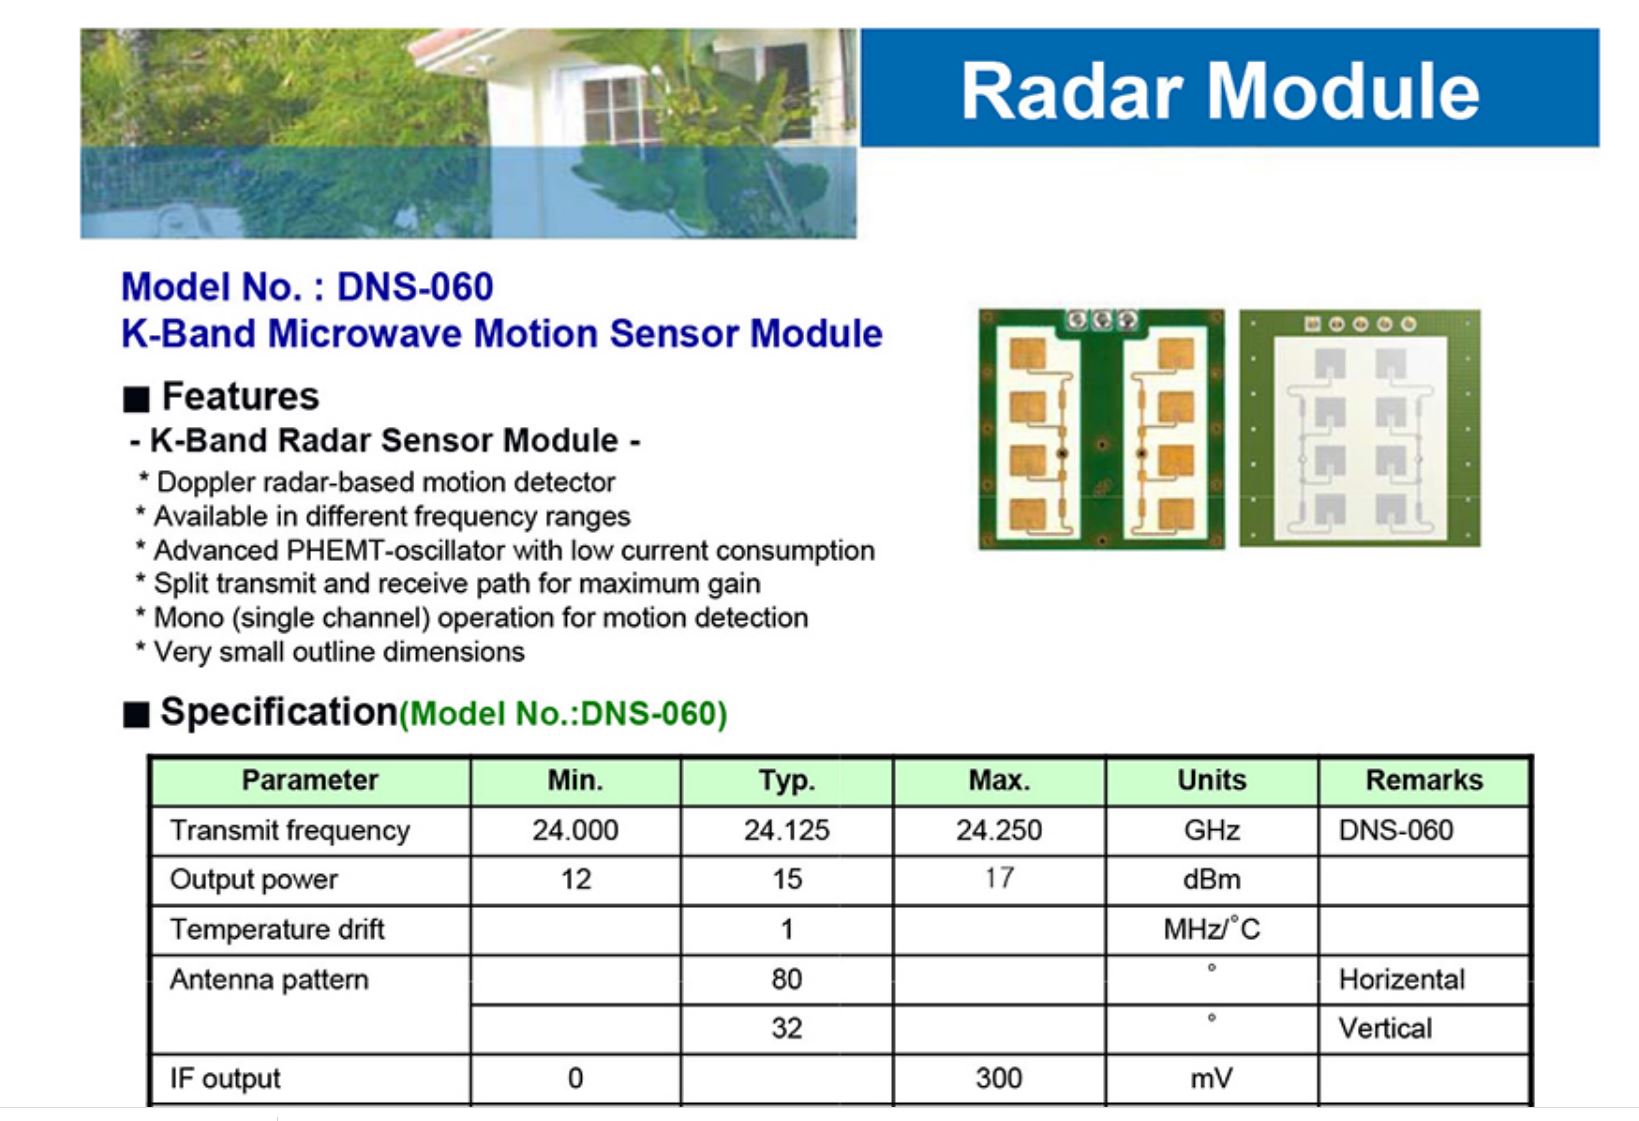 Radar Module
Model No. : DNS-060
K-Band Microwave Motion Sensor Module
■ Features
- K-Band Radar Sensor Module -
* Doppler radar-based motion detector
* Available in different frequency ranges
* Advanced PHEMT-oscillator with low current consumption
* Split transmit and receive path for maximum gain
* Mono (single channel) operation for motion detection
* Very small outline dimensions
■ Specification(Model No.:DNS-060)
Parameter Min. Typ. Max. Units Remarks
Transmit frequency 24.000 24.125 24.250 GHz DNS-060
Output power 12 15 17 dBm
Temperature drift 1 MHz/°C
Antenna pattern 80 ° Horizental
32 ° Vertical
IF output 0 300 mV